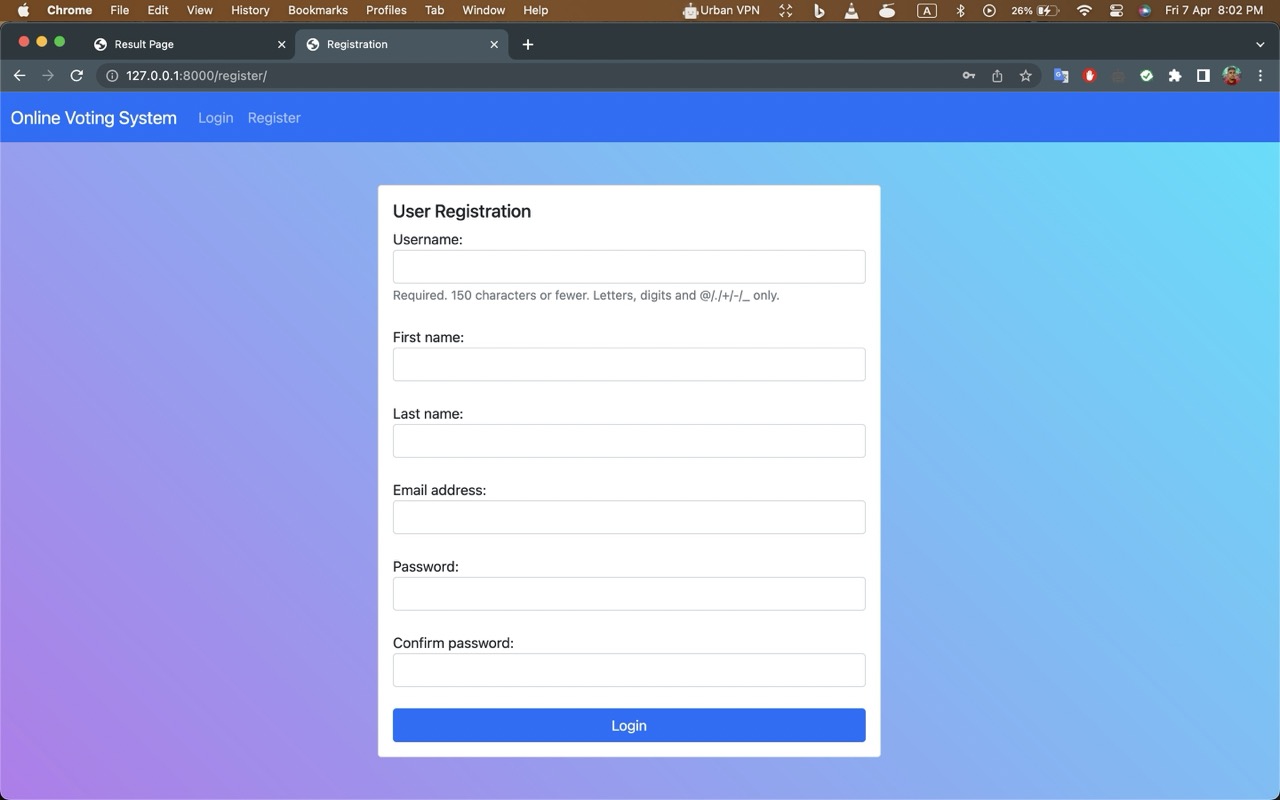 Chrome File Edit View History Bookmarks Profiles Tab Window Help Urban VPN A 26% Fri 7 Apr 8:02 PM
Result Page Registration
127.0.0.1:8000/register/
Online Voting System Login Register
User Registration
Username:
Required. 150 characters or fewer. Letters, digits and @/./+/-/_ only.
First name:
Last name:
Email address:
Password:
Confirm password:
Login